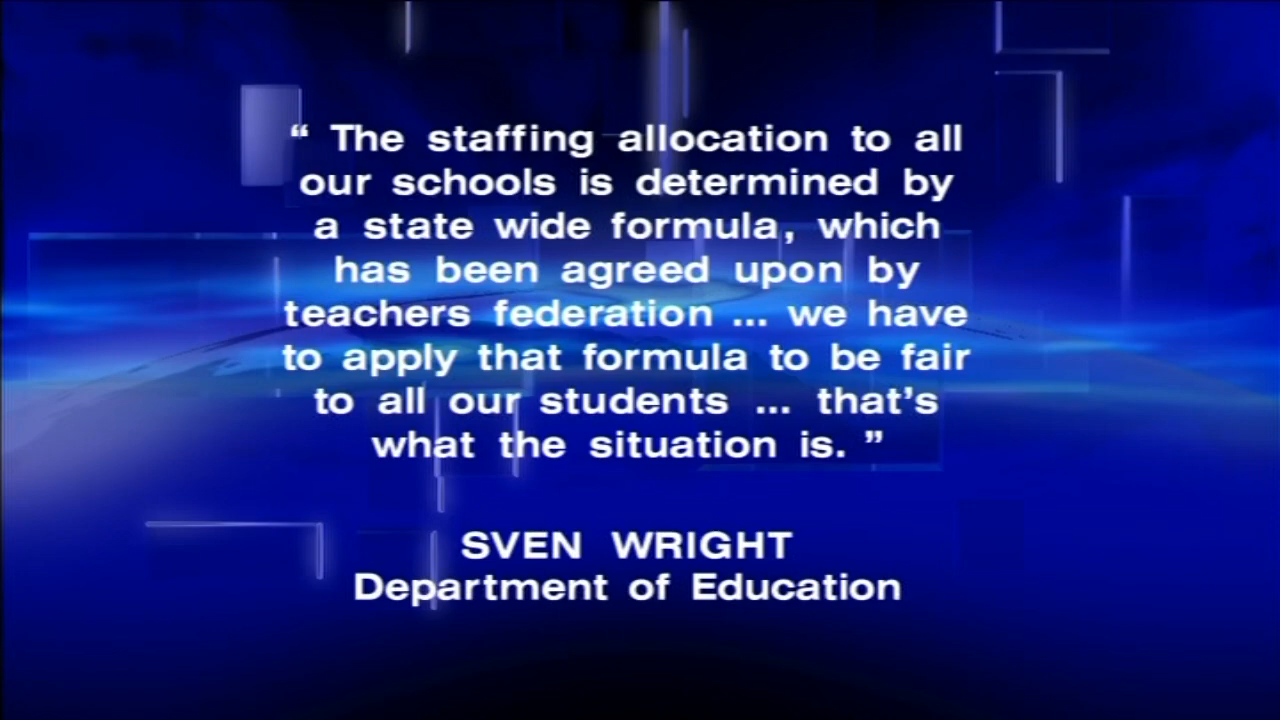 “ The staffing allocation to all
our schools is determined by
a state wide formula, which
has been agreed upon by
teachers federation ... we have
to apply that formula to be fair
to all our students ... that’s
what the situation is. ”
SVEN WRIGHT
Department of Education